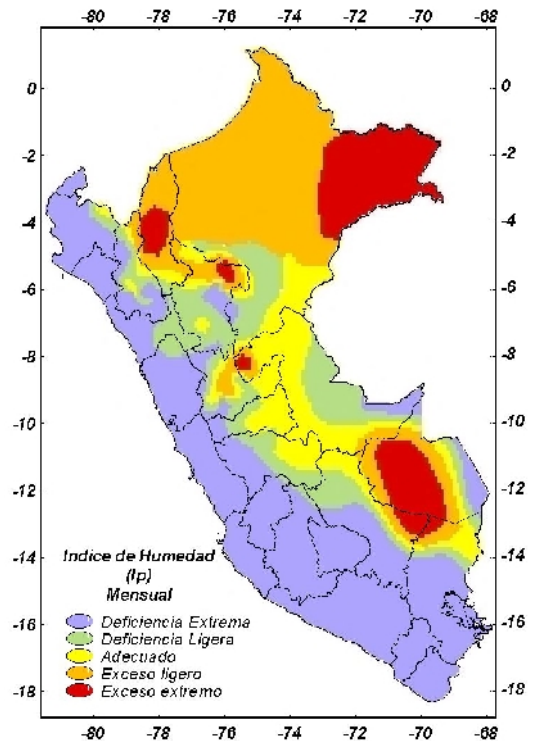 -80 -78 -76 -74 -72 -70 -68
0 0
-2 -2
-4 -4
-6 -6
-8 -8
-10 -10
-12 -12
-14 -14
-16 -16
-18 -18
Indice de Humedad
(Ip)
Mensual
Deficiencia Extrema
Deficiencia Ligera
Adecuado
Exceso ligero
Exceso extremo
-80 -78 -76 -74 -72 -70 -68